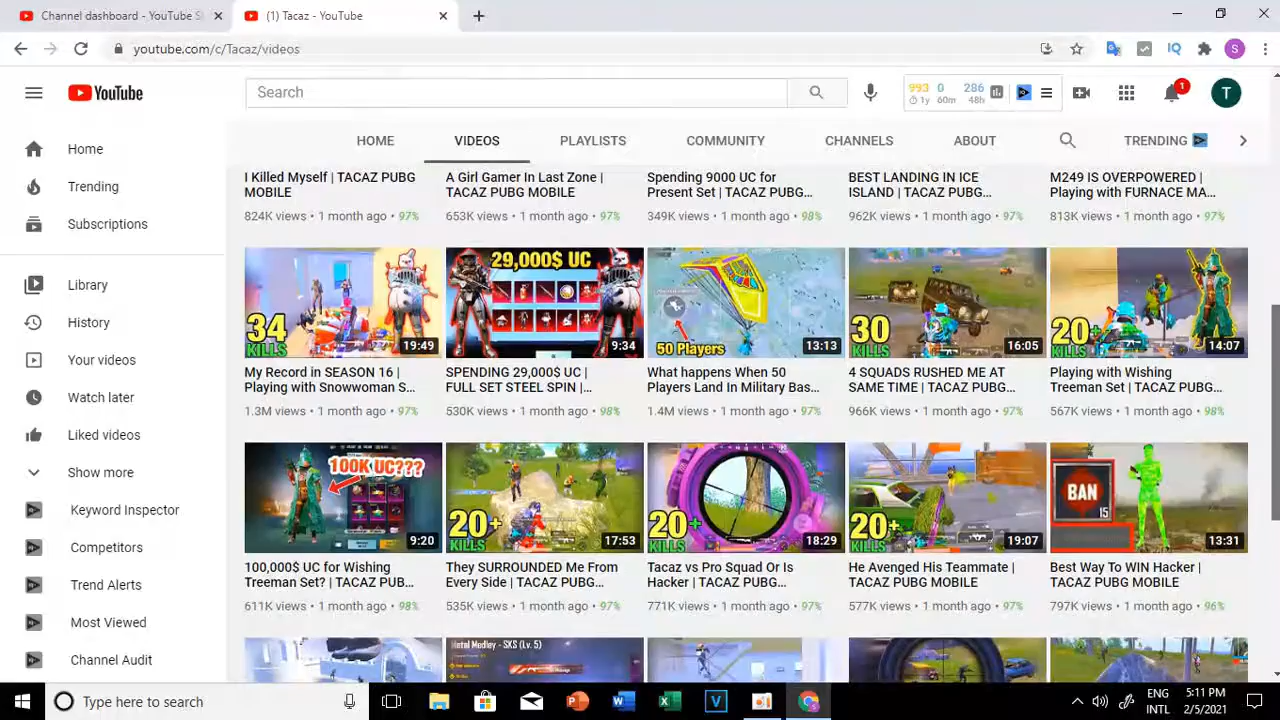 Channel dashboard - YouTube S
(1) Tacaz - YouTube
youtube.com/c/Tacaz/videos
IQ
S
YouTube
Search
993 0 286
1y 60m 48h
1
T
HOME VIDEOS PLAYLISTS COMMUNITY CHANNELS ABOUT TRENDING
Home
Trending
Subscriptions
Library
History
Your videos
Watch later
Liked videos
Show more
Keyword Inspector
Competitors
Trend Alerts
Most Viewed
Channel Audit
I Killed Myself | TACAZ PUBG
MOBILE
824K views • 1 month ago • 97%
A Girl Gamer In Last Zone |
TACAZ PUBG MOBILE
653K views • 1 month ago • 97%
Spending 9000 UC for
Present Set | TACAZ PUBG...
349K views • 1 month ago • 98%
BEST LANDING IN ICE
ISLAND | TACAZ PUBG...
962K views • 1 month ago • 97%
M249 IS OVERPOWERED |
Playing with FURNACE MA...
813K views • 1 month ago • 97%
34
KILLS
19:49
My Record in SEASON 16 |
Playing with Snowwoman S...
1.3M views • 1 month ago • 97%
29,000$ UC
9:34
SPENDING 29,000$ UC |
FULL SET STEEL SPIN |...
530K views • 1 month ago • 98%
50 Players
13:13
What happens When 50
Players Land In Military Bas...
1.4M views • 1 month ago • 97%
30
KILLS
16:05
4 SQUADS RUSHED ME AT
SAME TIME | TACAZ PUBG...
966K views • 1 month ago • 97%
20+
KILLS
14:07
Playing with Wishing
Treeman Set | TACAZ PUBG...
567K views • 1 month ago • 98%
100K UC???
9:20
100,000$ UC for Wishing
Treeman Set? | TACAZ PUB...
611K views • 1 month ago • 98%
20+
KILLS
17:53
They SURROUNDED Me From
Every Side | TACAZ PUBG...
535K views • 1 month ago • 97%
20+
KILLS
18:29
Tacaz vs Pro Squad Or Is
Hacker | TACAZ PUBG...
771K views • 1 month ago • 97%
20+
KILLS
19:07
He Avenged His Teammate |
TACAZ PUBG MOBILE
577K views • 1 month ago • 97%
BAN
15
13:31
Best Way To WIN Hacker |
TACAZ PUBG MOBILE
797K views • 1 month ago • 96%
Metal Medley - SKS (Lv. 5)
Type here to search
ENG
INTL
5:11 PM
2/5/2021